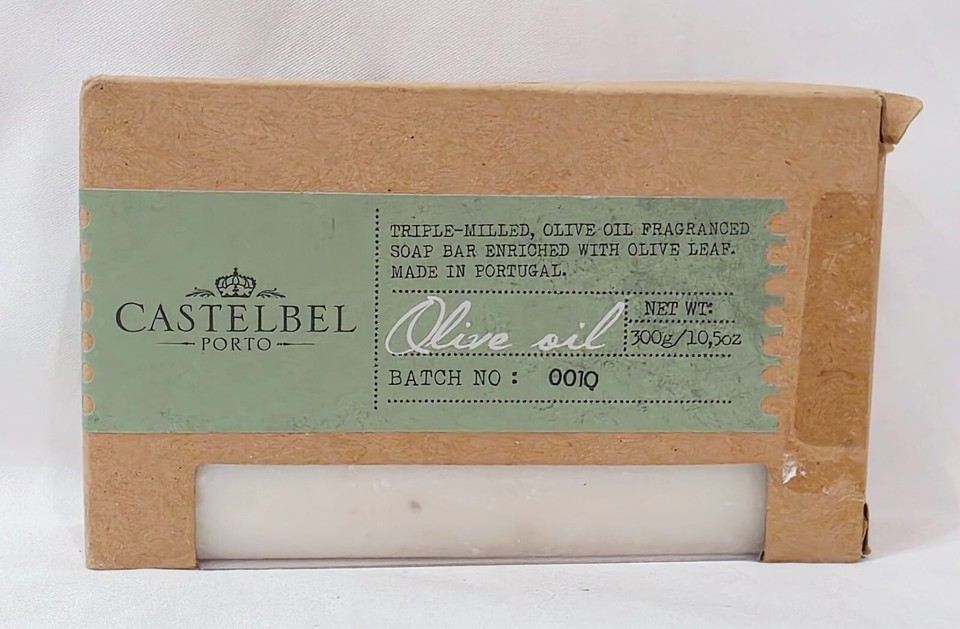 CASTELBEL
PORTO
TRIPLE-MILLED, OLIVE OIL FRAGRANCED
SOAP BAR ENRICHED WITH OLIVE LEAF.
MADE IN PORTUGAL.
Olive oil
NET WT:
300g/10,5oz
BATCH NO : 0010